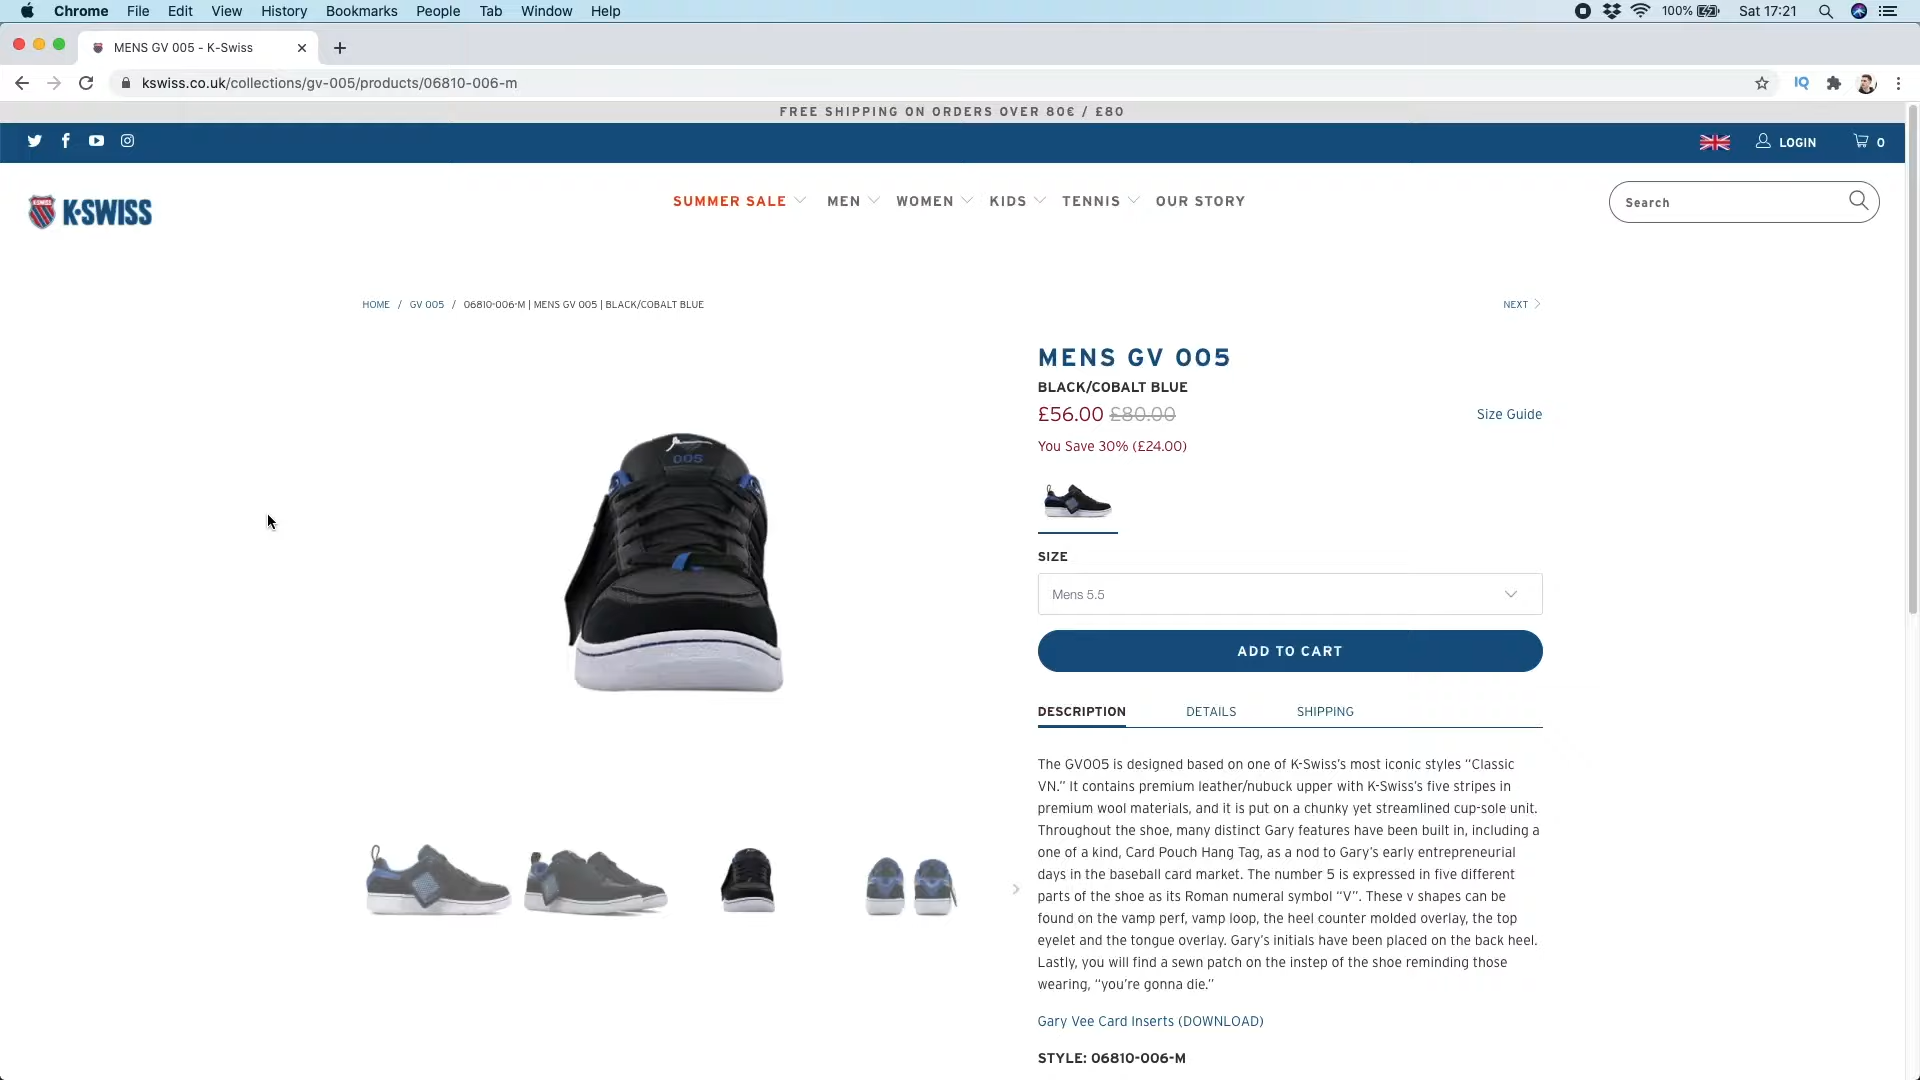 Chrome File Edit View History Bookmarks People Tab Window Help
100% Sat 17:21
MENS GV 005 - K-Swiss
kswiss.co.uk/collections/gv-005/products/06810-006-m
IQ
FREE SHIPPING ON ORDERS OVER 80€ / £80
LOGIN 0
K-SWISS
SUMMER SALE MEN WOMEN KIDS TENNIS OUR STORY
Search
HOME / GV 005 / 06810-006-M | MENS GV 005 | BLACK/COBALT BLUE
NEXT
MENS GV 005
BLACK/COBALT BLUE
£56.00 £80.00
Size Guide
You Save 30% (£24.00)
005
SIZE
Mens 5.5
ADD TO CART
DESCRIPTION DETAILS SHIPPING
The GV005 is designed based on one of K-Swiss's most iconic styles “Classic
VN.” It contains premium leather/nubuck upper with K-Swiss's five stripes in
premium wool materials, and it is put on a chunky yet streamlined cup-sole unit.
Throughout the shoe, many distinct Gary features have been built in, including a
one of a kind, Card Pouch Hang Tag, as a nod to Gary's early entrepreneurial
days in the baseball card market. The number 5 is expressed in five different
parts of the shoe as its Roman numeral symbol “V”. These v shapes can be
found on the vamp perf, vamp loop, the heel counter molded overlay, the top
eyelet and the tongue overlay. Gary's initials have been placed on the back heel.
Lastly, you will find a sewn patch on the instep of the shoe reminding those
wearing, “you're gonna die.”
Gary Vee Card Inserts (DOWNLOAD)
STYLE: 06810-006-M